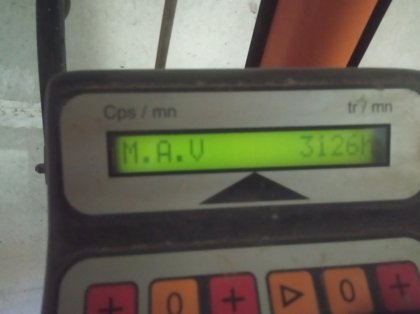 Cps / mn tr / mn
M.A.V 3126h
+ 0 + ▷ 0 +